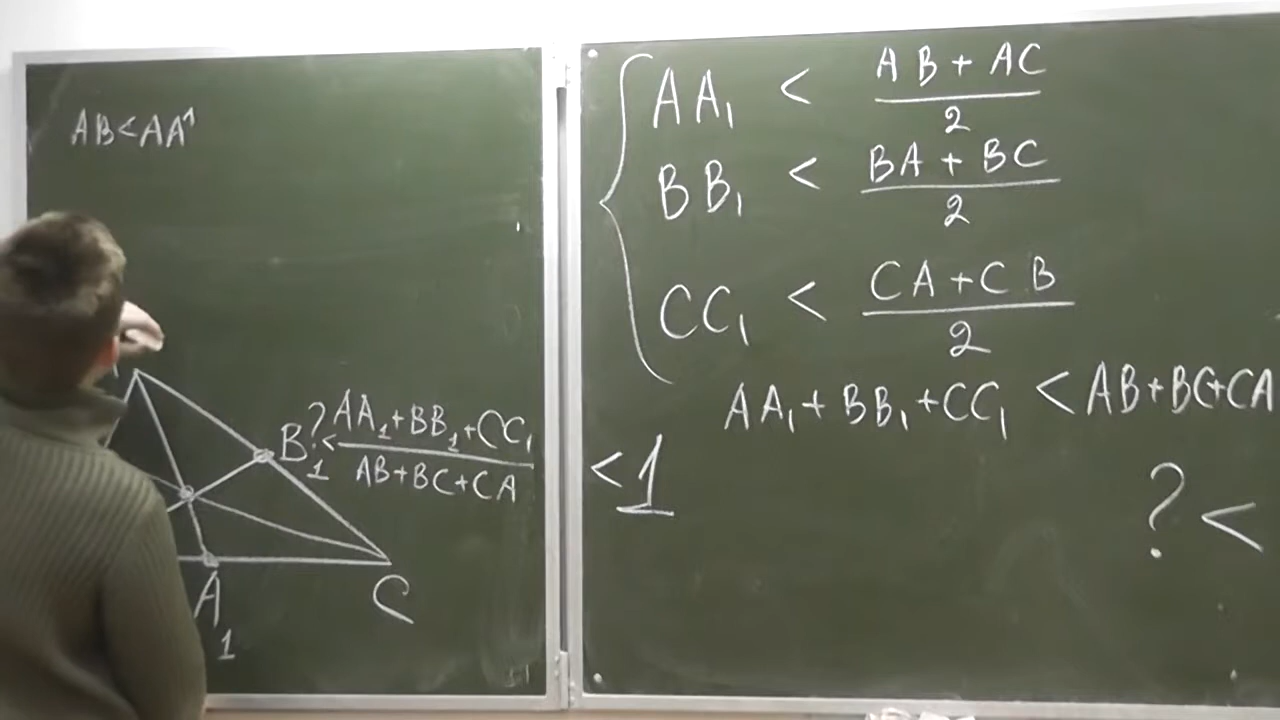 AB<AA1
B1
?< AA1+BB1+CC1
AB+BC+CA
<1
A1
C
AA1 < AB+AC
2
BB1 < BA+BC
2
CC1 < CA+CB
2
AA1+BB1+CC1 < AB+BC+CA
? <